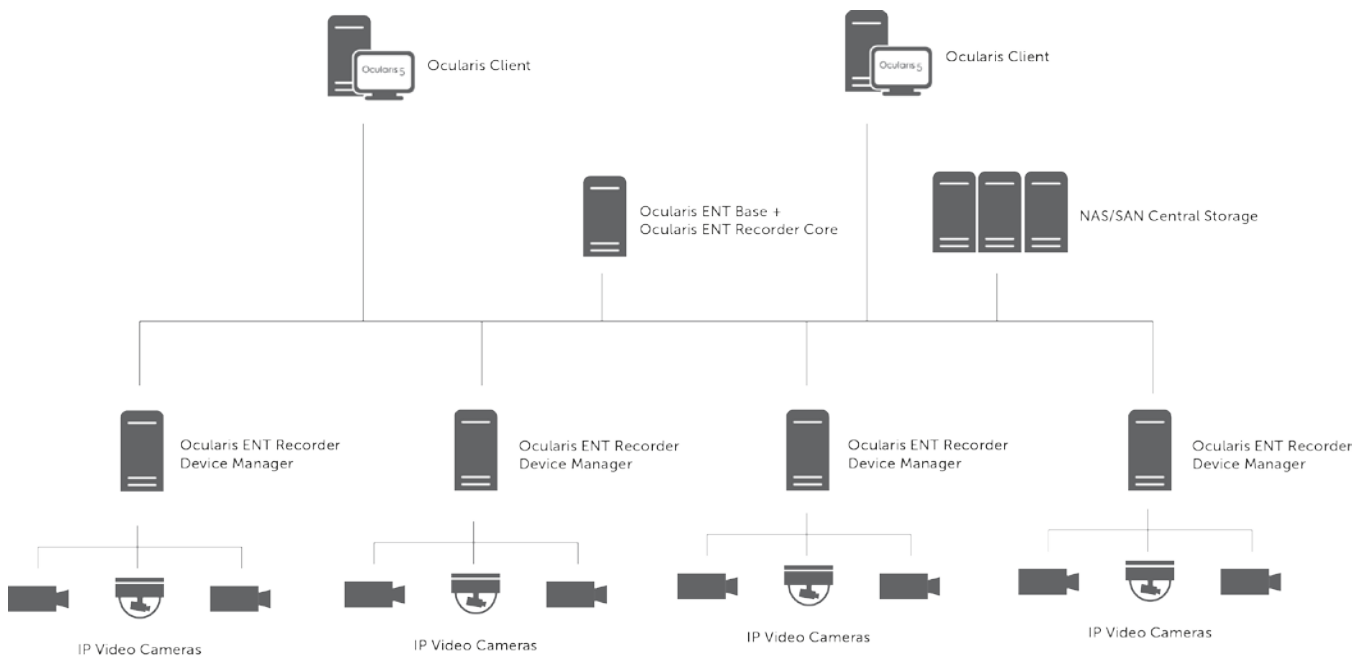 Ocularis 5
Ocularis Client
Ocularis 5
Ocularis Client
Ocularis ENT Base +
Ocularis ENT Recorder Core
NAS/SAN Central Storage
Ocularis ENT Recorder
Device Manager
Ocularis ENT Recorder
Device Manager
Ocularis ENT Recorder
Device Manager
Ocularis ENT Recorder
Device Manager
IP Video Cameras
IP Video Cameras
IP Video Cameras
IP Video Cameras